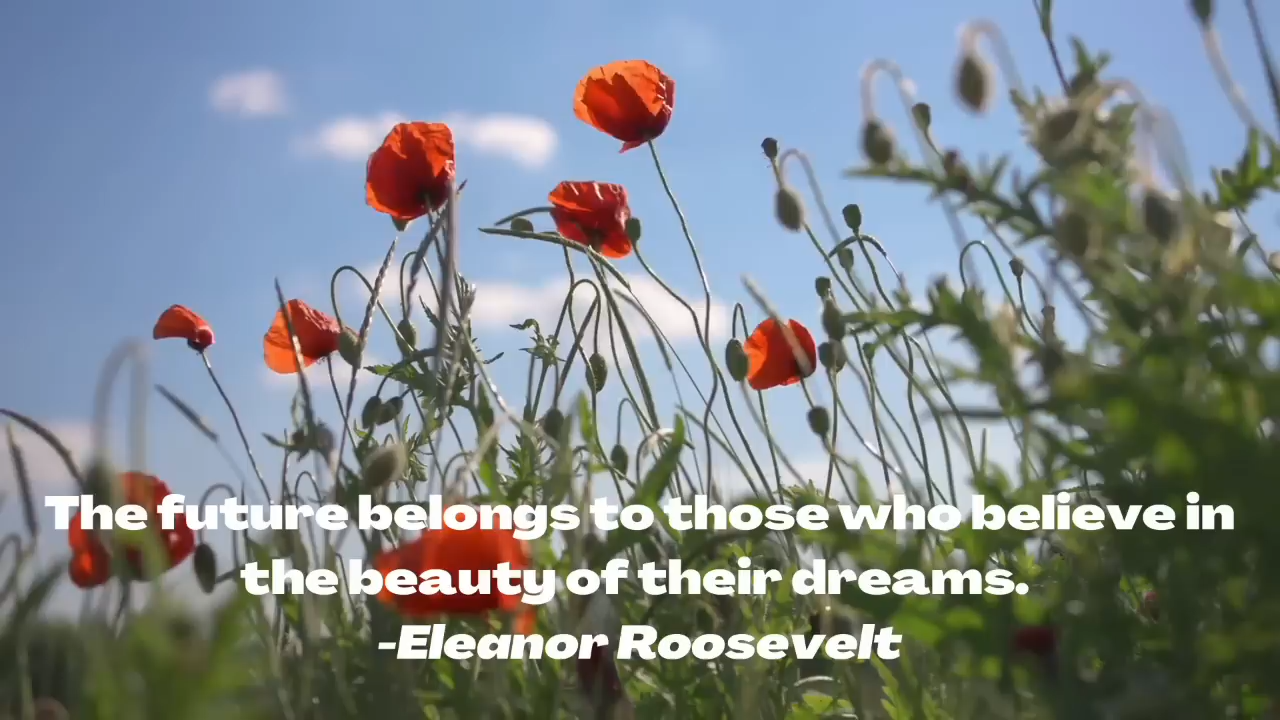 The future belongs to those who believe in
the beauty of their dreams.
-Eleanor Roosevelt